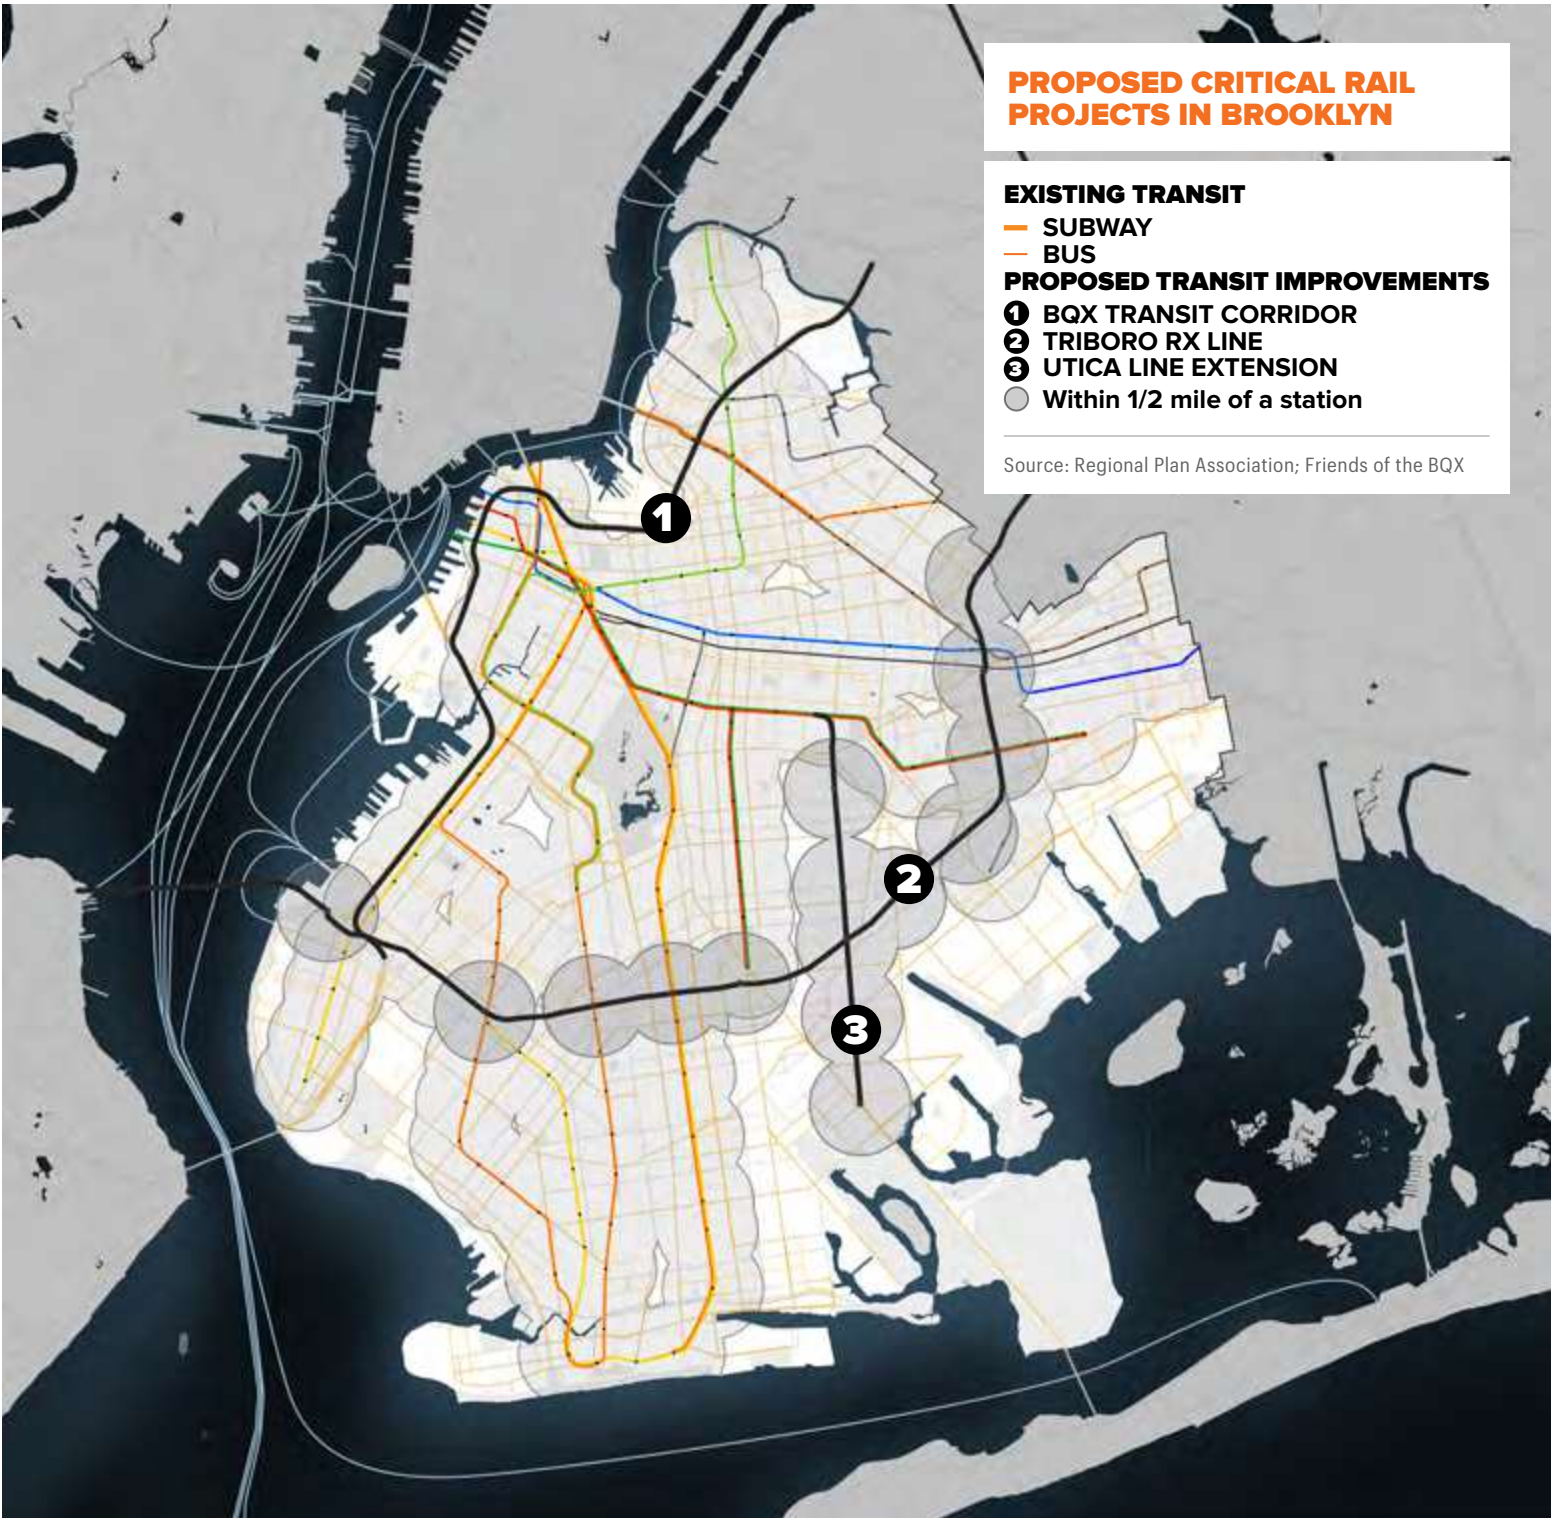 PROPOSED CRITICAL RAIL
PROJECTS IN BROOKLYN
EXISTING TRANSIT
SUBWAY
BUS
PROPOSED TRANSIT IMPROVEMENTS
1 BQX TRANSIT CORRIDOR
2 TRIBORO RX LINE
3 UTICA LINE EXTENSION
Within 1/2 mile of a station
Source: Regional Plan Association; Friends of the BQX
1
2
3